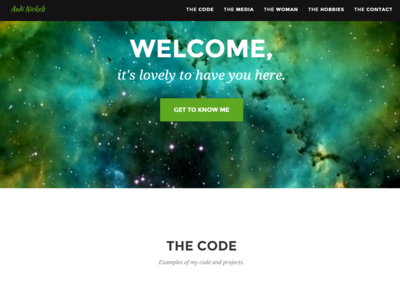 Andi Nichols
THE CODE THE MEDIA THE WOMAN THE HOBBIES THE CONTACT
WELCOME,
it's lovely to have you here.
GET TO KNOW ME
THE CODE
Examples of my code and projects.